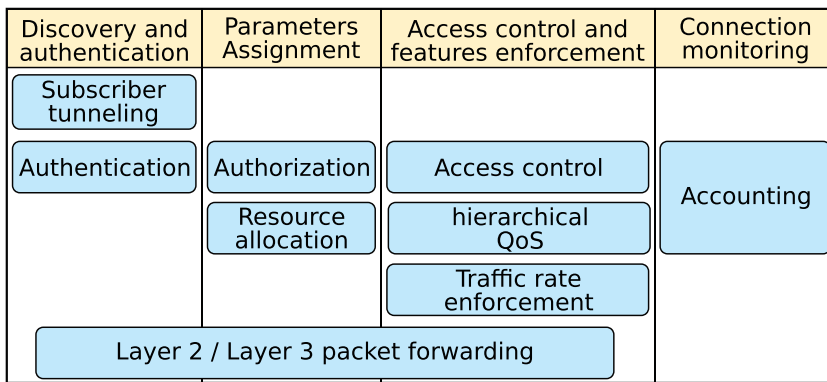 Discovery and
authentication
Parameters
Assignment
Access control and
features enforcement
Connection
monitoring
Subscriber
tunneling
Authentication
Authorization
Access control
Accounting
Resource
allocation
hierarchical
QoS
Traffic rate
enforcement
Layer 2 / Layer 3 packet forwarding